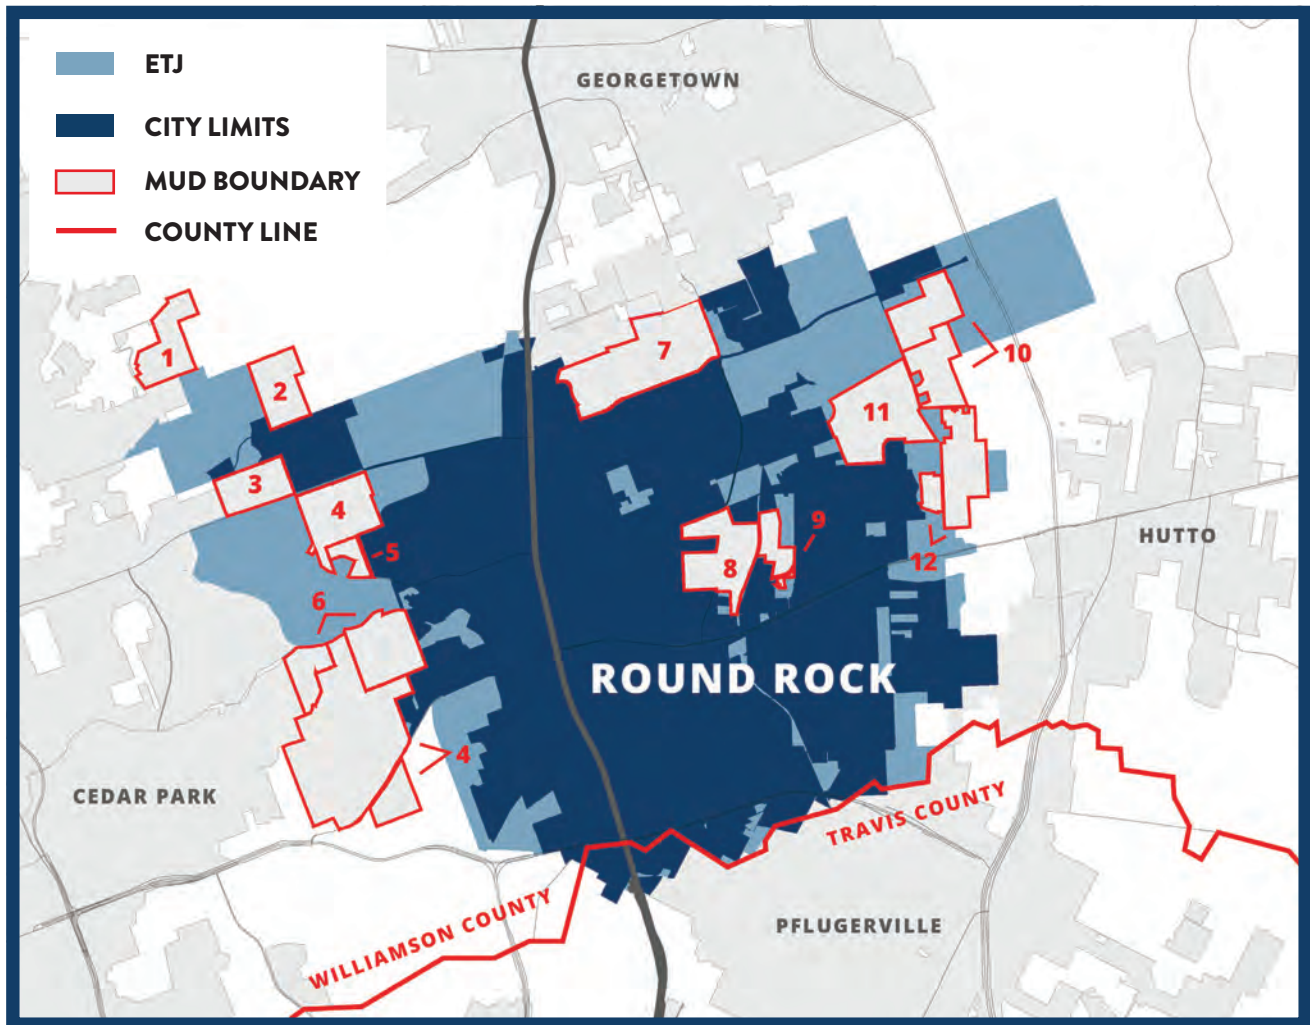 ETJ
CITY LIMITS
MUD BOUNDARY
COUNTY LINE
GEORGETOWN
1
2
7
10
11
3
4
5
9
8
12
HUTTO
6
ROUND ROCK
4
CEDAR PARK
TRAVIS COUNTY
WILLIAMSON COUNTY
PFLUGERVILLE